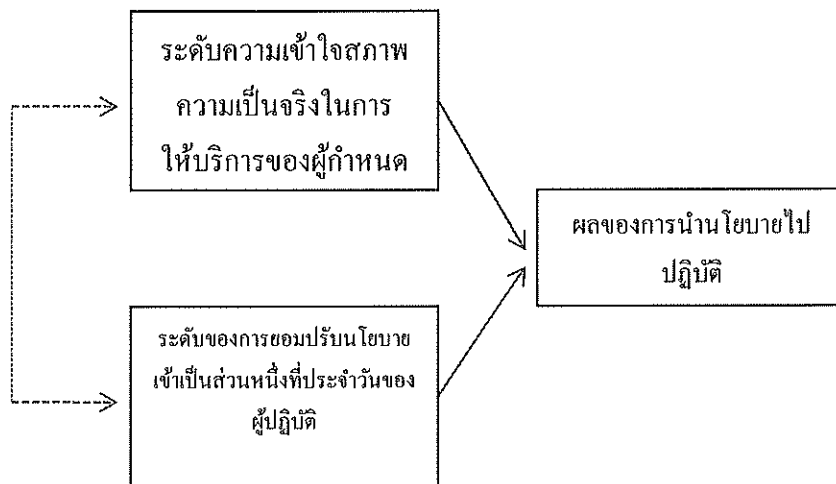 ระดับความเข้าใจสภาพ
ความเป็นจริงในการ
ให้บริการของผู้กำหนด
ผลของการนำนโยบายไป
ปฏิบัติ
ระดับของการยอมปรับนโยบาย
เข้าเป็นส่วนหนึ่งที่ประจำวันของ
ผู้ปฏิบัติ